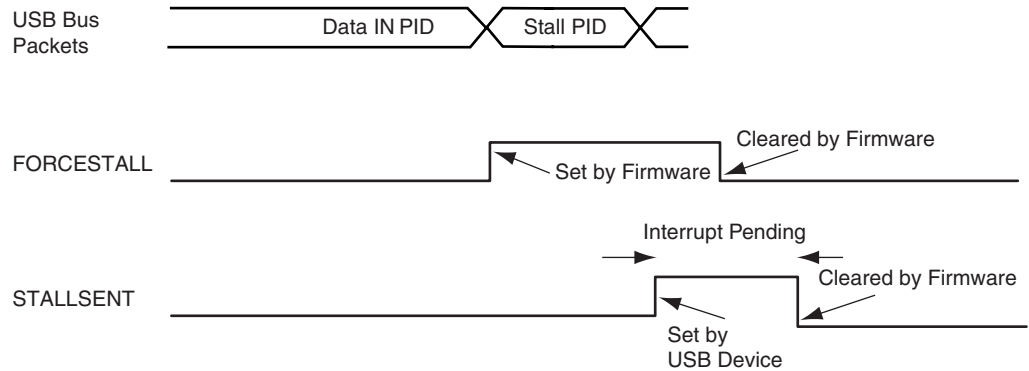 USB Bus
Packets
Data IN PID
Stall PID
FORCESTALL
Set by Firmware
Cleared by Firmware
Interrupt Pending
STALLSENT
Set by
USB Device
Cleared by Firmware